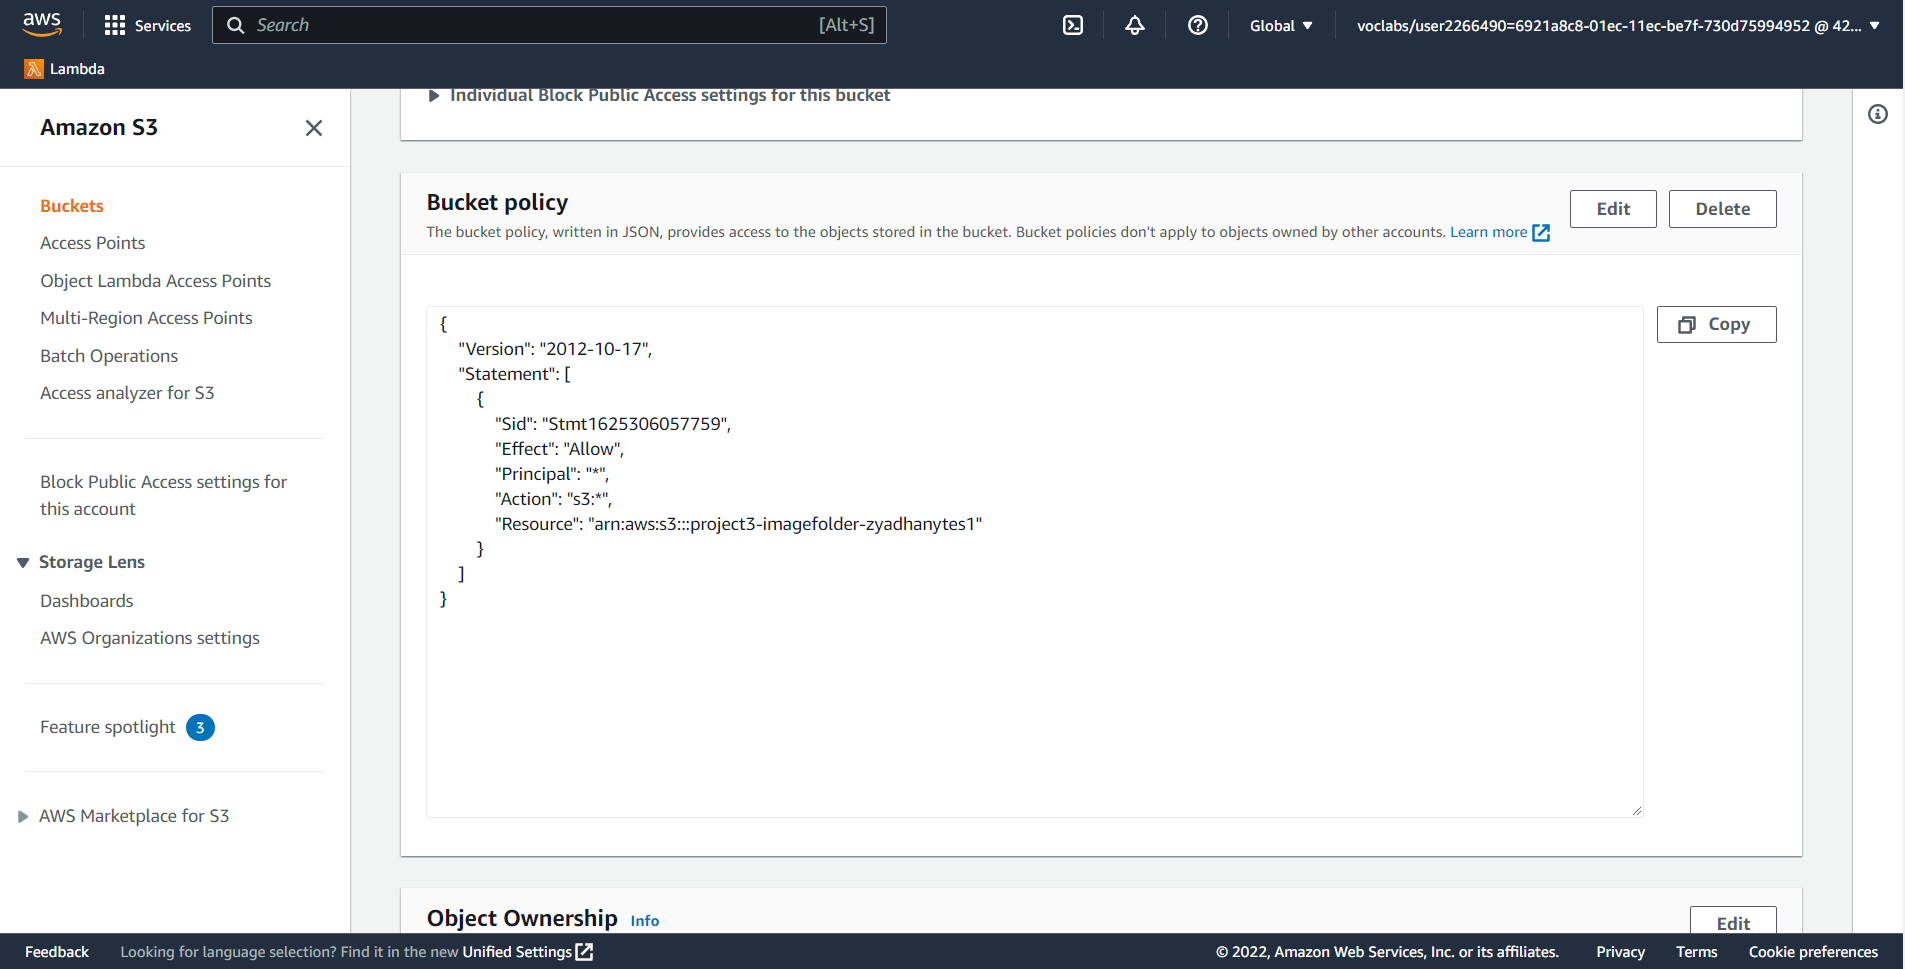 aws
Services
Search
[Alt+S]
Global
voclabs/user2266490=6921a8c8-01ec-11ec-be7f-730d75994952 @ 42...
Lambda
Amazon S3
Buckets
Access Points
Object Lambda Access Points
Multi-Region Access Points
Batch Operations
Access analyzer for S3
Block Public Access settings for
this account
Storage Lens
Dashboards
AWS Organizations settings
Feature spotlight 3
AWS Marketplace for S3
Individual Block Public Access settings for this bucket
Bucket policy
Edit
Delete
The bucket policy, written in JSON, provides access to the objects stored in the bucket. Bucket policies don't apply to objects owned by other accounts. Learn more
Copy
{
"Version": "2012-10-17",
"Statement": [
{
"Sid": "Stmt1625306057759",
"Effect": "Allow",
"Principal": "*",
"Action": "s3:*",
"Resource": "arn:aws:s3:::project3-imagefolder-zyadhanytes1"
}
]
}
Object Ownership Info
Edit
Feedback
Looking for language selection? Find it in the new Unified Settings
© 2022, Amazon Web Services, Inc. or its affiliates.
Privacy
Terms
Cookie preferences